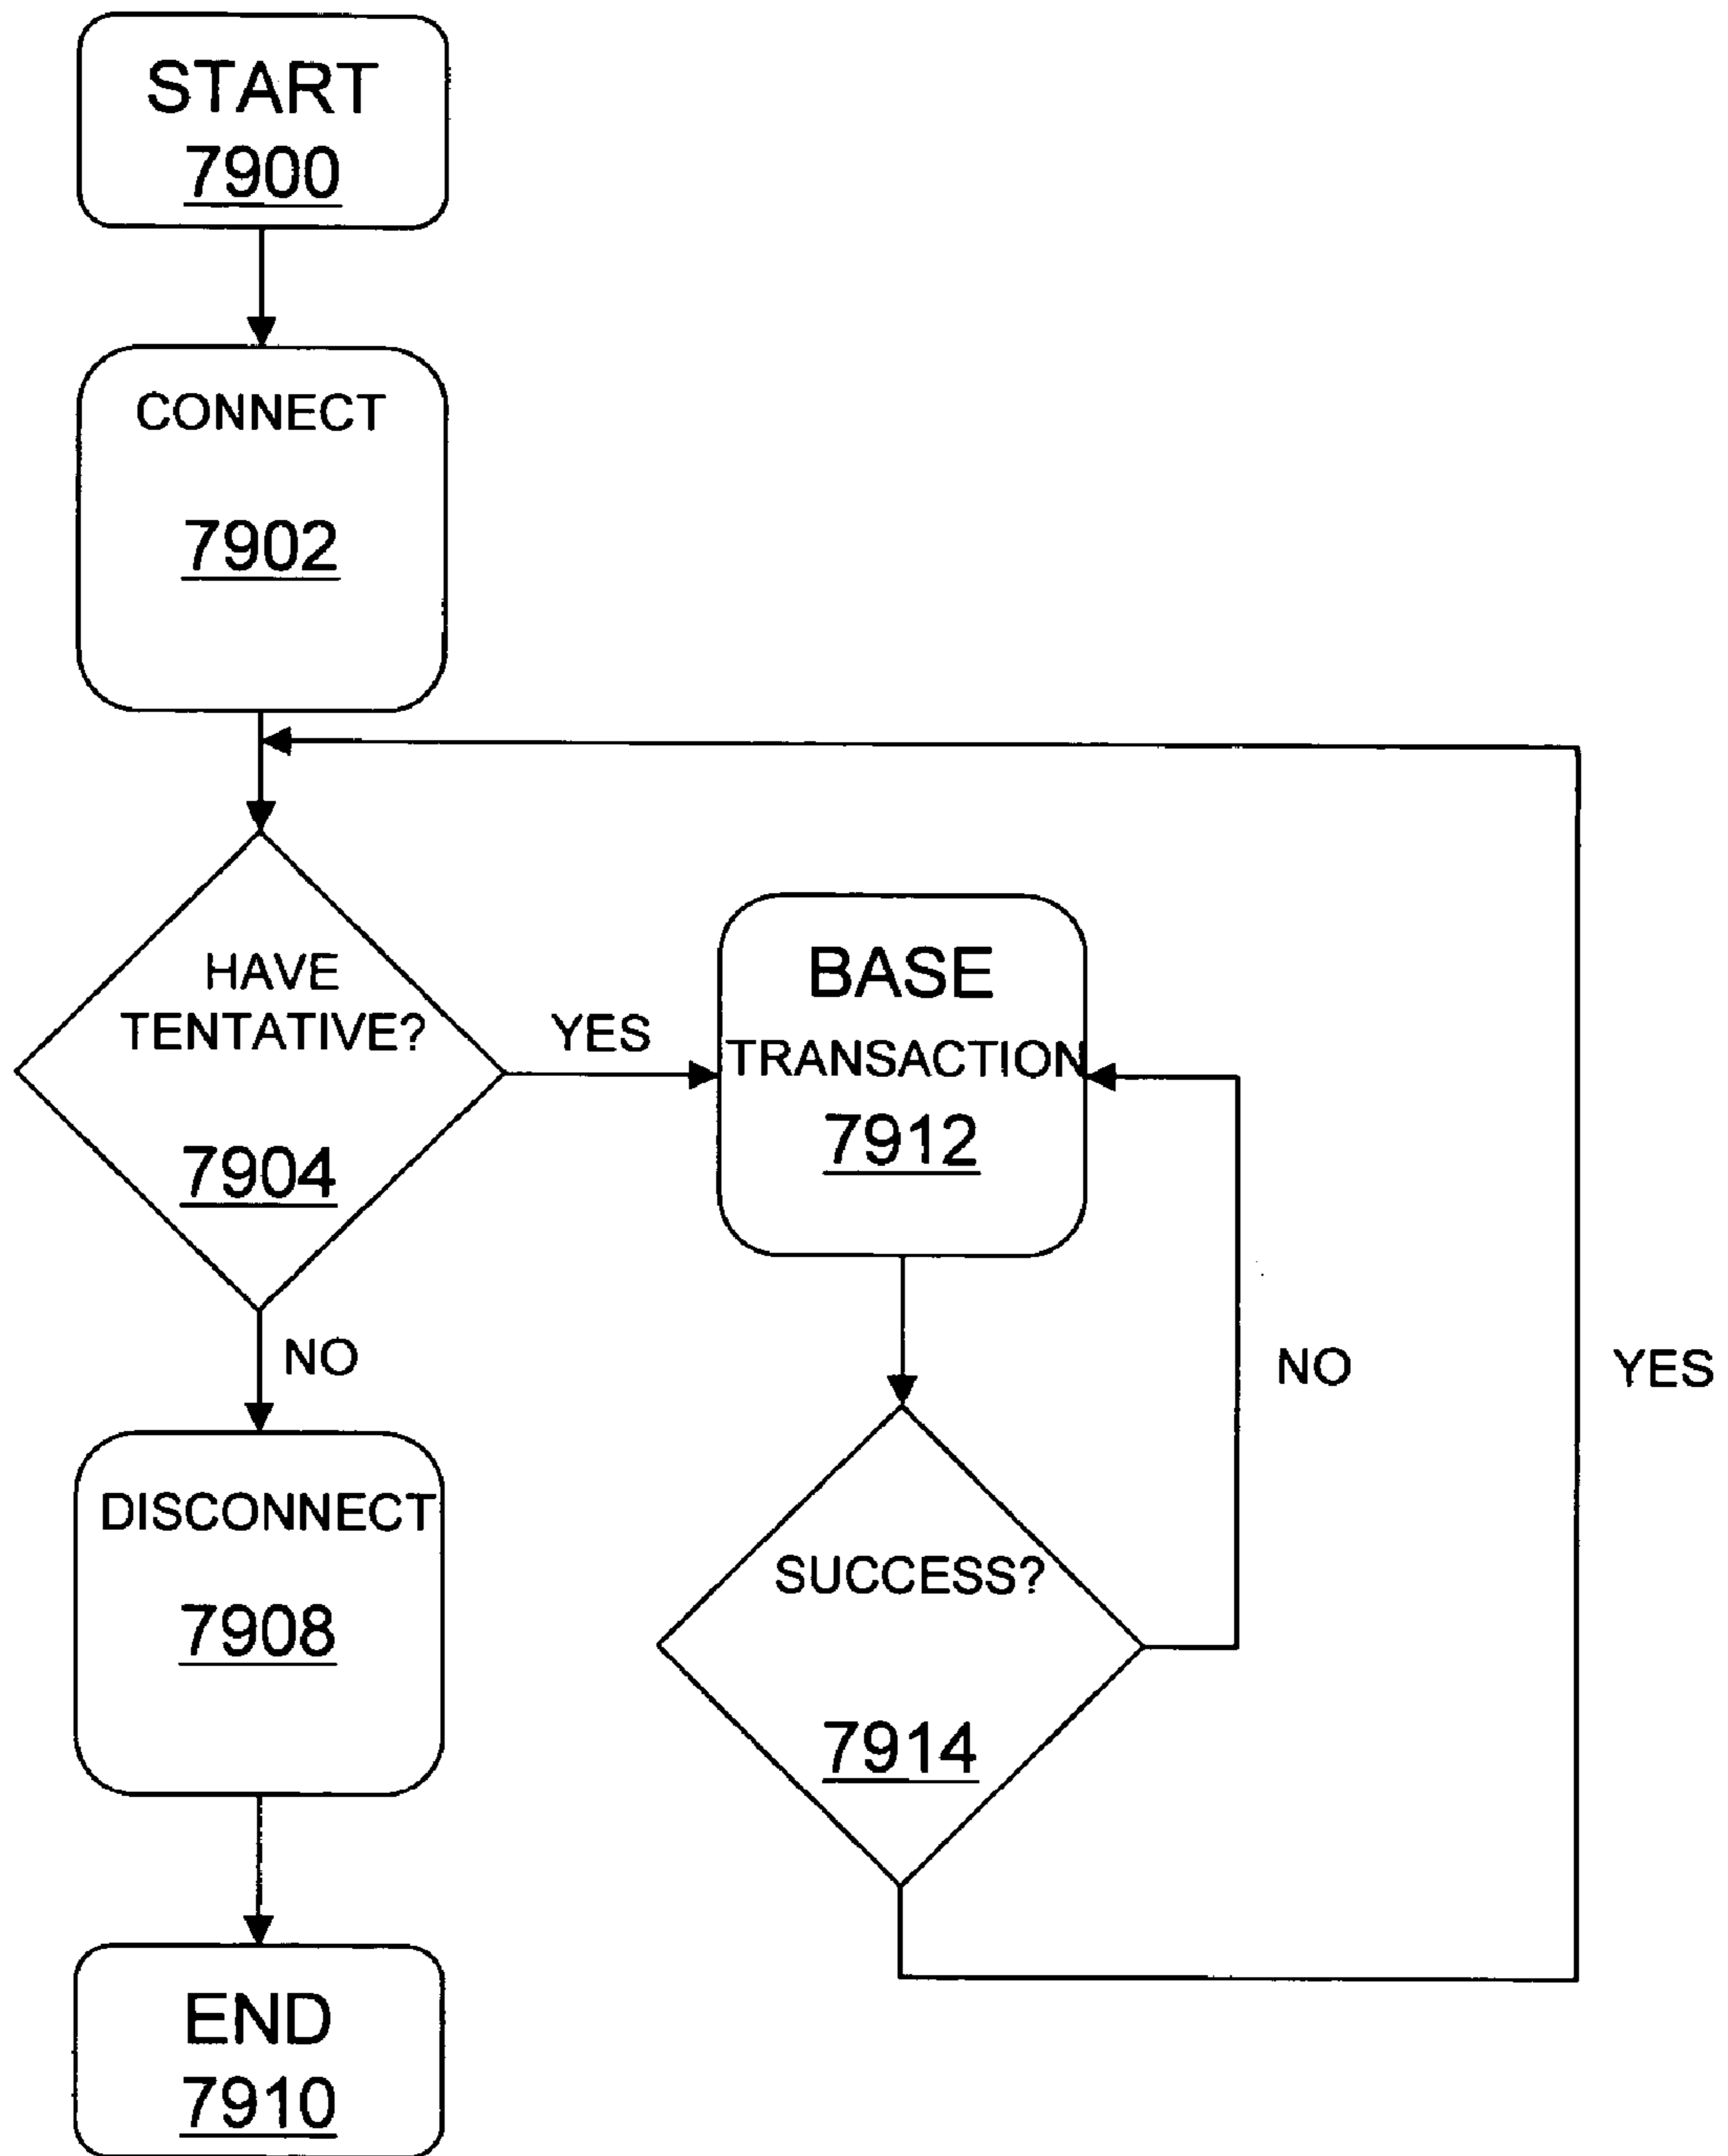 START
7900
CONNECT
7902
HAVE
TENTATIVE?
7904
YES
BASE
TRANSACTION
7912
NO
DISCONNECT
7908
SUCCESS?
7914
NO
YES
END
7910